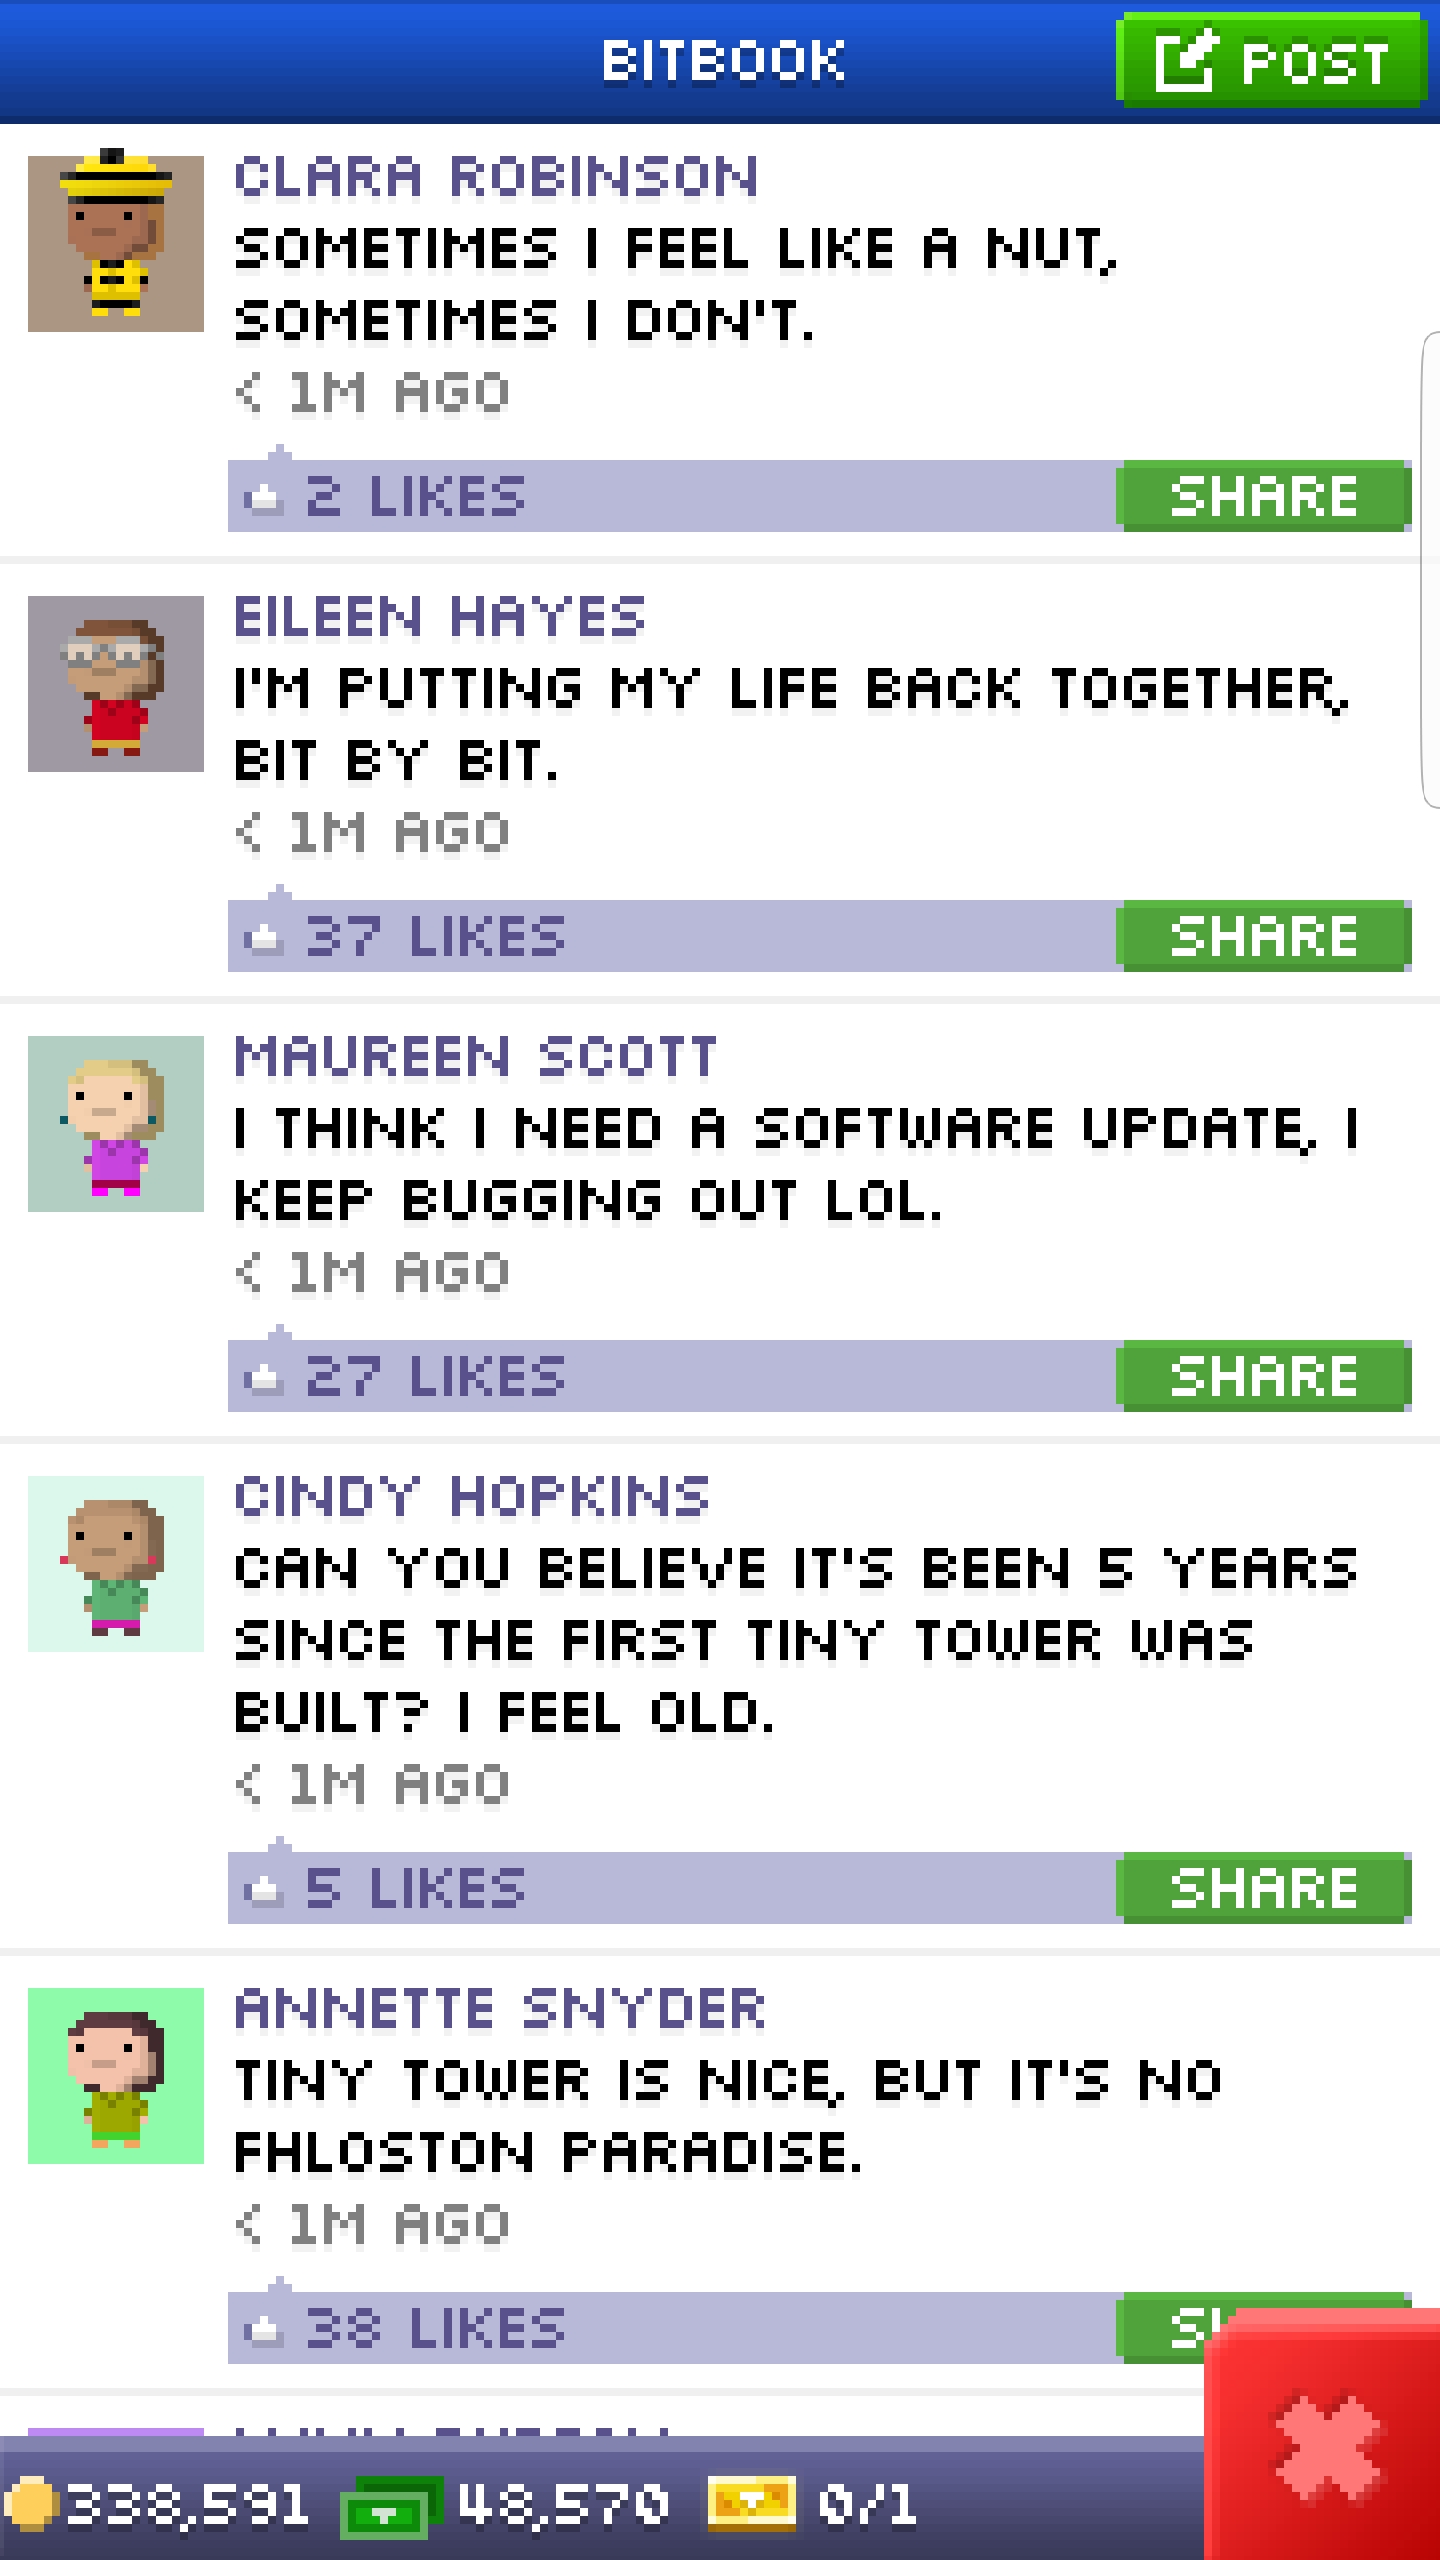 BITBOOK
POST
CLARA ROBINSON
SOMETIMES I FEEL LIKE A NUT,
SOMETIMES I DON'T.
< 1M AGO
2 LIKES
SHARE
EILEEN HAYES
I'M PUTTING MY LIFE BACK TOGETHER,
BIT BY BIT.
< 1M AGO
37 LIKES
SHARE
MAUREEN SCOTT
I THINK I NEED A SOFTWARE UPDATE, I
KEEP BUGGING OUT LOL.
< 1M AGO
27 LIKES
SHARE
CINDY HOPKINS
CAN YOU BELIEVE IT'S BEEN 5 YEARS
SINCE THE FIRST TINY TOWER WAS
BUILT? I FEEL OLD.
< 1M AGO
5 LIKES
SHARE
ANNETTE SNYDER
TINY TOWER IS NICE, BUT IT'S NO
FHLOSTON PARADISE.
< 1M AGO
38 LIKES
338,591
48,570
0/1